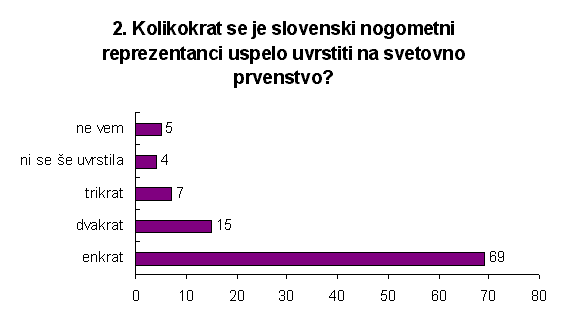 2. Kolikokrat se je slovenski nogometni
reprezentanci uspelo uvrstiti na svetovno
prvenstvo?
ne vem 5
ni se še uvrstila 4
trikrat 7
dvakrat 15
enkrat 69
0 10 20 30 40 50 60 70 80